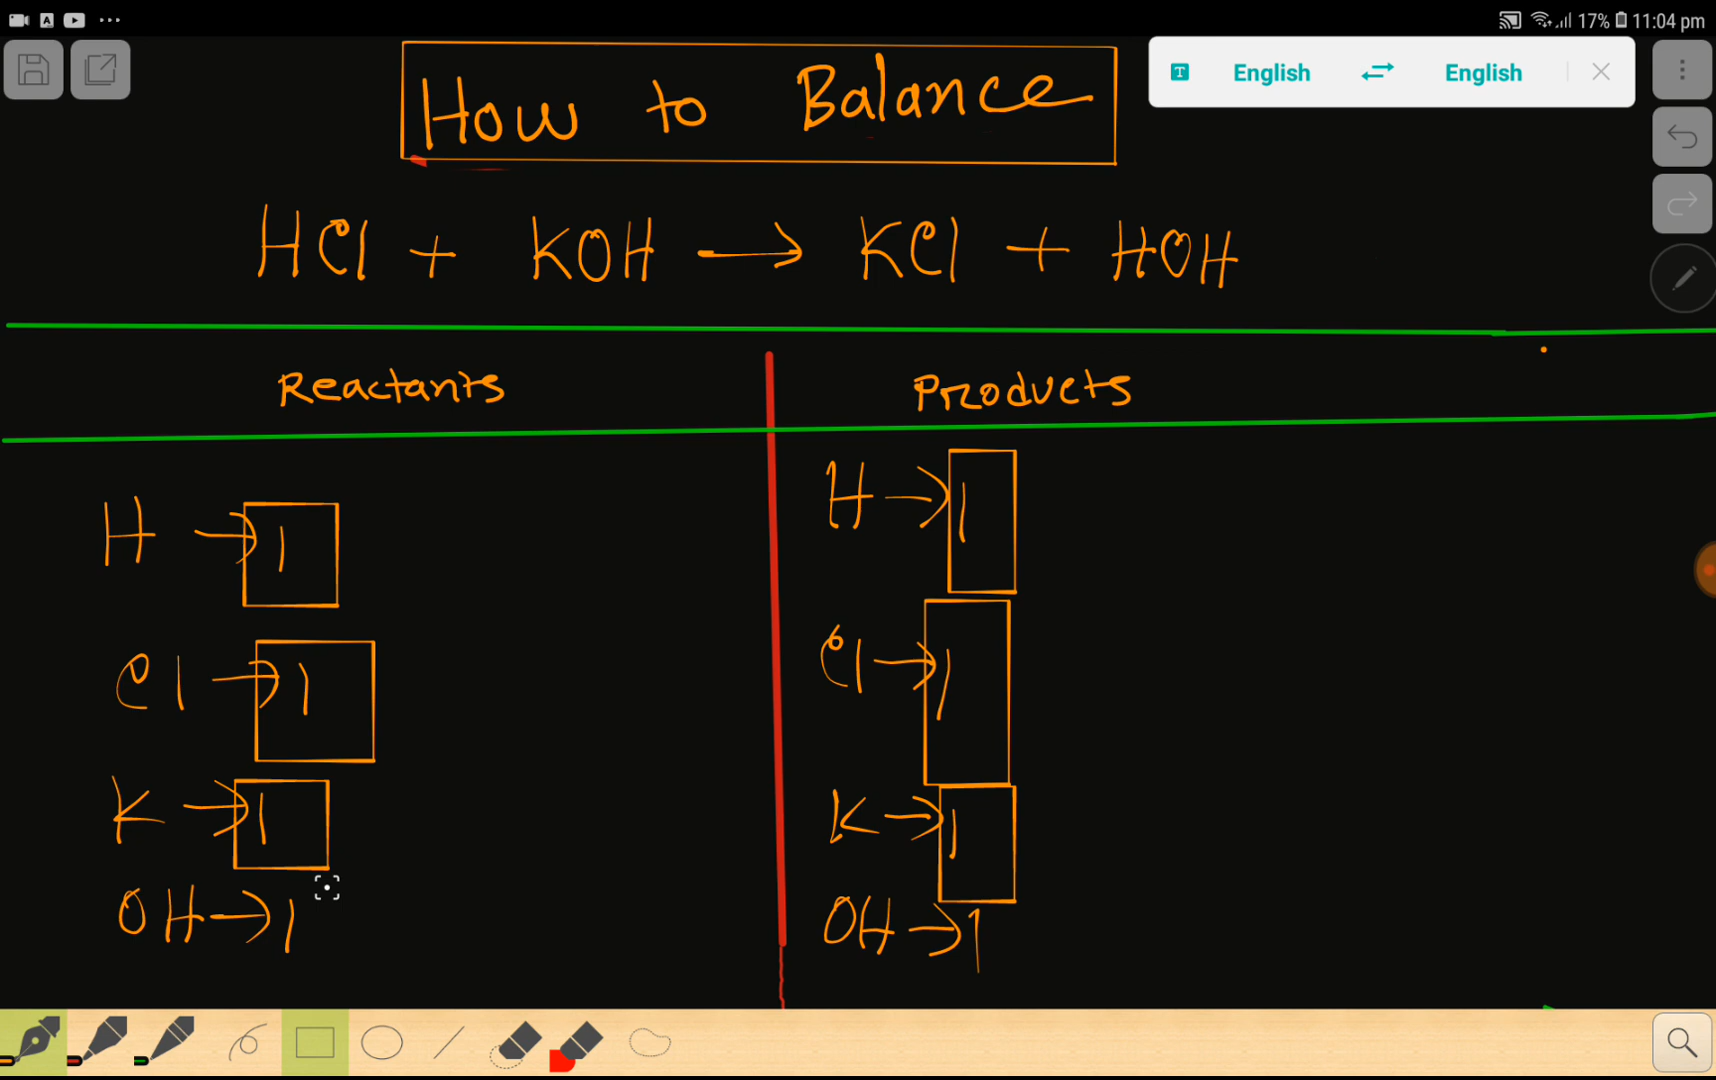 17% 11:04 pm
English English
How to Balance
HCl + KOH → KCl + HOH
Reactants Products
H → 1 H → 1
Cl → 1 Cl → 1
K → 1 K → 1
OH → 1 OH → 1